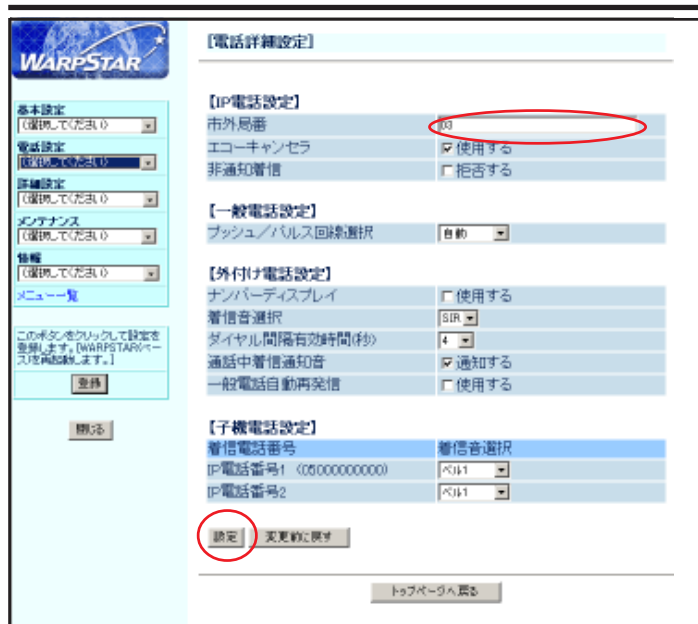 WARPSTAR
基本設定
(選択してください)
電話設定
(選択してください)
詳細設定
(選択してください)
メンテナンス
(選択してください)
情報
(選択してください)
メニュー一覧
このボタンをクリックして設定を
登録します。[WARPSTARベー
スを再起動します。]
登録
閉じる
[電話詳細設定]
【IP電話設定】
市外局番 03
エコーキャンセラ 使用する
非通知着信 拒否する
【一般電話設定】
プッシュ／パルス回線選択 自動
【外付け電話設定】
ナンバーディスプレイ 使用する
着信音選択 SIR
ダイヤル間隔有効時間(秒) 4
通話中着信通知音 通知する
一般電話自動再発信 使用する
【子機電話設定】
着信電話番号 着信音選択
IP電話番号1 (05000000000) ベル1
IP電話番号2 ベル1
設定 変更前に戻す
トップページへ戻る